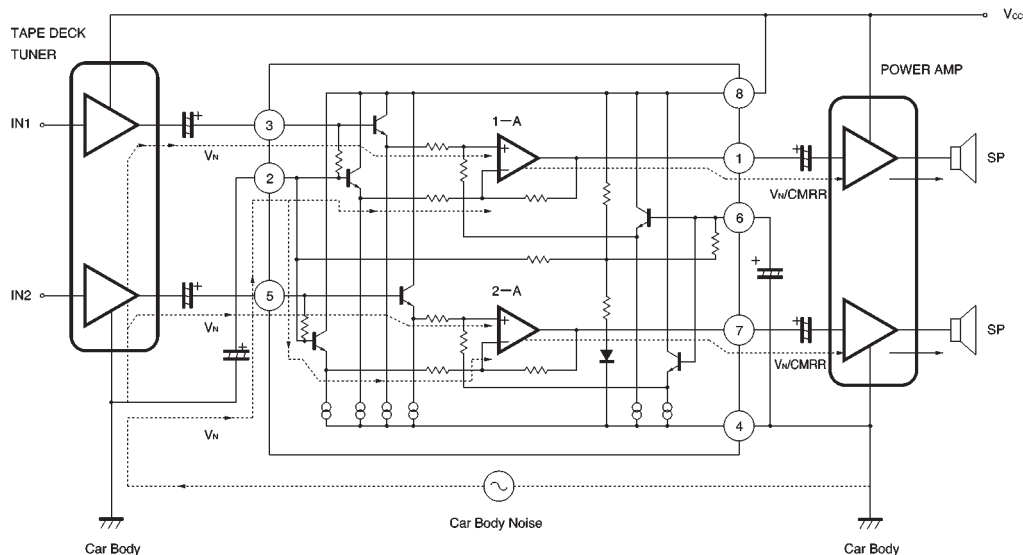 Vcc
TAPE DECK
TUNER
POWER AMP
8
IN1
3
1−A
+
−
1
SP
VN
2
VN/CMRR
6
+
+
+
IN2
5
2−A
+
−
7
SP
VN
VN/CMRR
+
+
+
VN
4
Car Body Noise
Car Body
Car Body